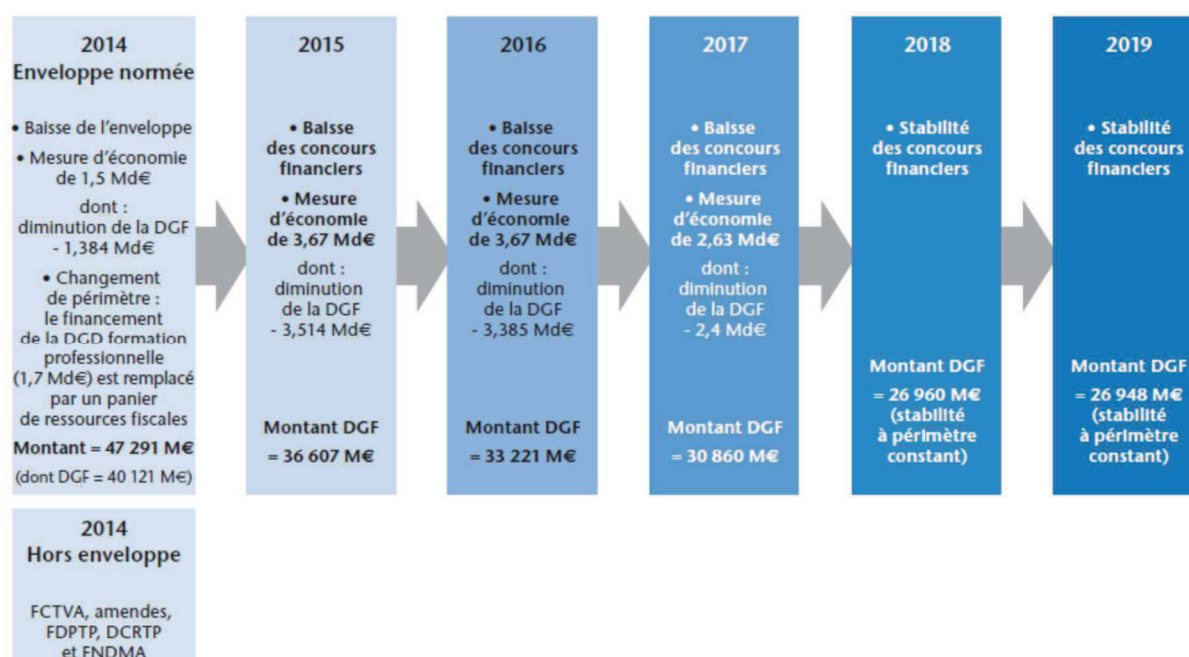 2014
Enveloppe normée
• Baisse de l'enveloppe
• Mesure d'économie
de 1,5 Md€
dont :
diminution de la DGF
- 1,384 Md€
• Changement
de périmètre :
le financement
de la DGD formation
professionnelle
(1,7 Md€) est remplacé
par un panier
de ressources fiscales
Montant = 47 291 M€
(dont DGF = 40 121 M€)
2014
Hors enveloppe
FCTVA, amendes,
FDPTP, DCRTP
et FNDMA
2015
• Baisse
des concours
financiers
• Mesure
d'économie
de 3,67 Md€
dont :
diminution
de la DGF
- 3,514 Md€
Montant DGF
= 36 607 M€
2016
• Baisse
des concours
financiers
• Mesure
d'économie
de 3,67 Md€
dont :
diminution
de la DGF
- 3,385 Md€
Montant DGF
= 33 221 M€
2017
• Baisse
des concours
financiers
• Mesure
d'économie
de 2,63 Md€
dont :
diminution
de la DGF
- 2,4 Md€
Montant DGF
= 30 860 M€
2018
• Stabilité
des concours
financiers
Montant DGF
= 26 960 M€
(stabilité
à périmètre
constant)
2019
• Stabilité
des concours
financiers
Montant DGF
= 26 948 M€
(stabilité
à périmètre
constant)